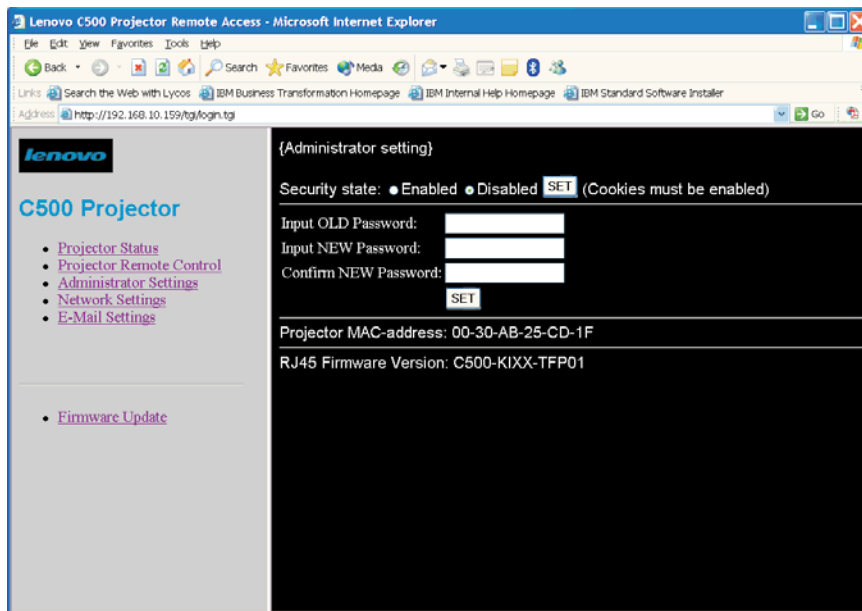 Lenovo C500 Projector Remote Access - Microsoft Internet Explorer
File Edit View Favorites Tools Help
Back Search Favorites Media
Links Search the Web with Lycos IBM Business Transformation Homepage IBM Internal Help Homepage IBM Standard Software Installer
Address http://192.168.10.159/tgi/login.tgi Go
lenovo
C500 Projector
Projector Status
Projector Remote Control
Administrator Settings
Network Settings
E-Mail Settings
Firmware Update
{Administrator setting}
Security state: Enabled Disabled SET (Cookies must be enabled)
Input OLD Password:
Input NEW Password:
Confirm NEW Password:
SET
Projector MAC-address: 00-30-AB-25-CD-1F
RJ45 Firmware Version: C500-KIXX-TFP01